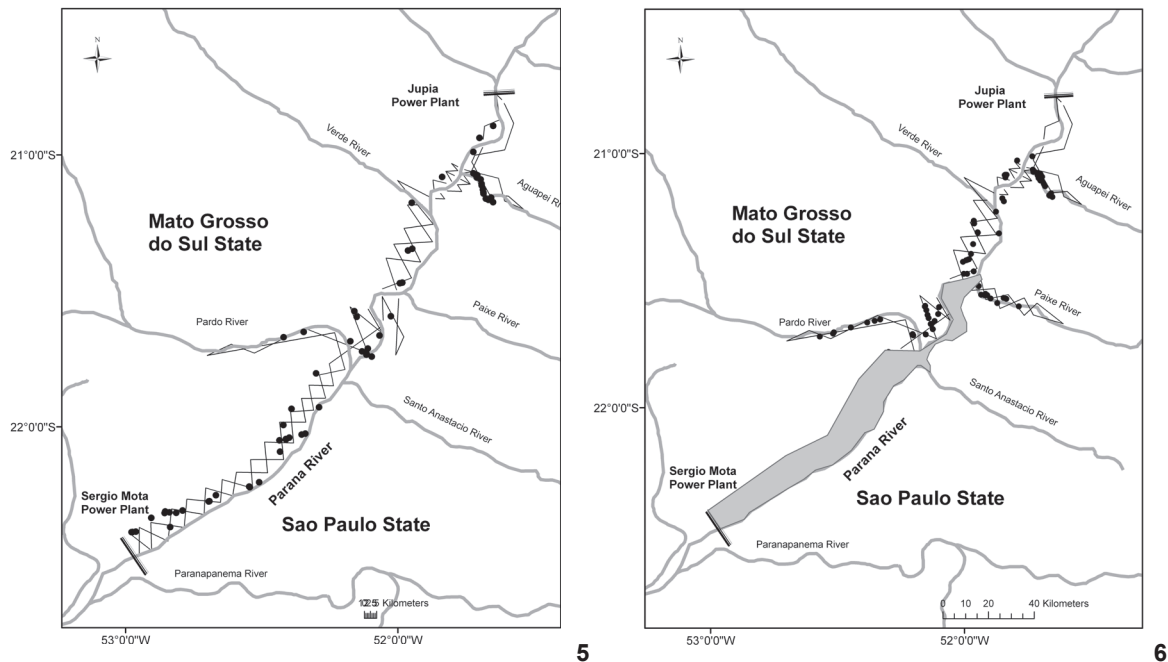 N
Jupia
Power Plant
Verde River
21°0'0"S
Aguapei Ri
Mato Grosso
do Sul State
Paixe River
Pardo River
Santo Anastacio River
22°0'0"S
Parana River
Sergio Mota
Power Plant
Sao Paulo State
Paranapanema River
Kilometers
53°0'0"W
52°0'0"W
5
N
Jupia
Power Plant
Verde River
21°0'0"S
Aguapei River
Mato Grosso
do Sul State
Paixe River
Pardo River
Santo Anastacio River
22°0'0"S
Parana River
Sergio Mota
Power Plant
Sao Paulo State
Paranapanema River
0 10 20 40 Kilometers
53°0'0"W
52°0'0"W
6